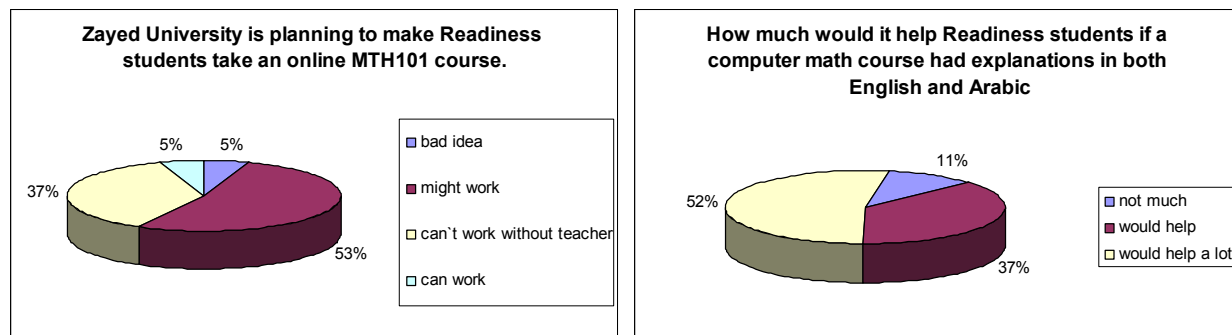 Zayed University is planning to make Readiness
students take an online MTH101 course.
5%
5%
37%
53%
bad idea
might work
can`t work without teacher
can work
How much would it help Readiness students if a
computer math course had explanations in both
English and Arabic
11%
52%
37%
not much
would help
would help a lot